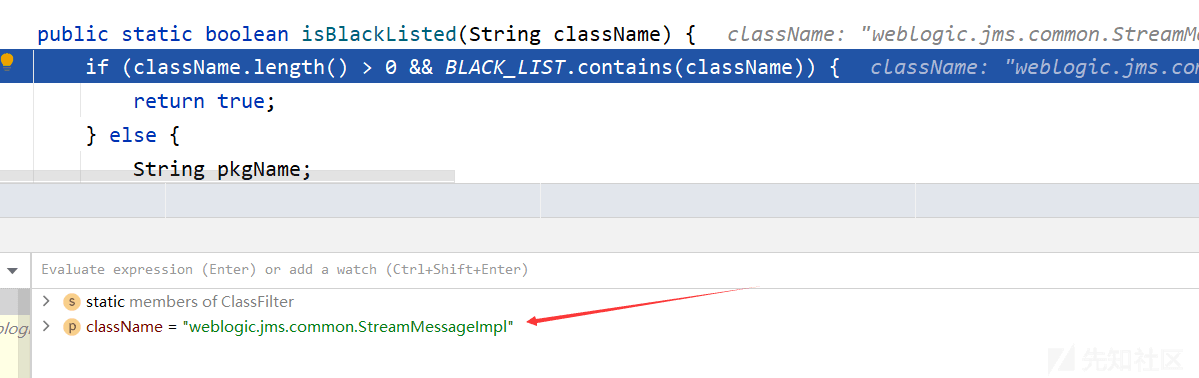 public static boolean isBlackListed(String className) {   className: "weblogic.jms.common.StreamMe
if (className.length() > 0 && BLACK_LIST.contains(className)) {   className: "weblogic.jms.co
return true;
} else {
String pkgName;
Evaluate expression (Enter) or add a watch (Ctrl+Shift+Enter)
s static members of ClassFilter
p className = "weblogic.jms.common.StreamMessageImpl"
先知社区